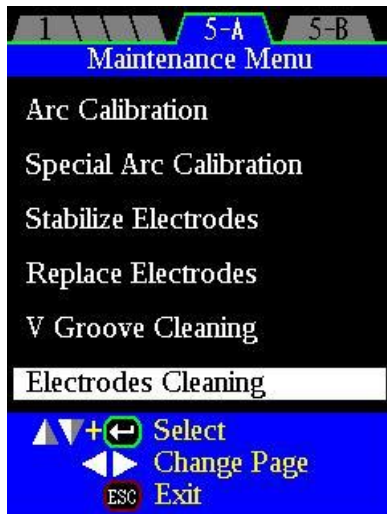 1 5-A 5-B
Maintenance Menu
Arc Calibration
Special Arc Calibration
Stabilize Electrodes
Replace Electrodes
V Groove Cleaning
Electrodes Cleaning
+ Select
Change Page
ESC Exit